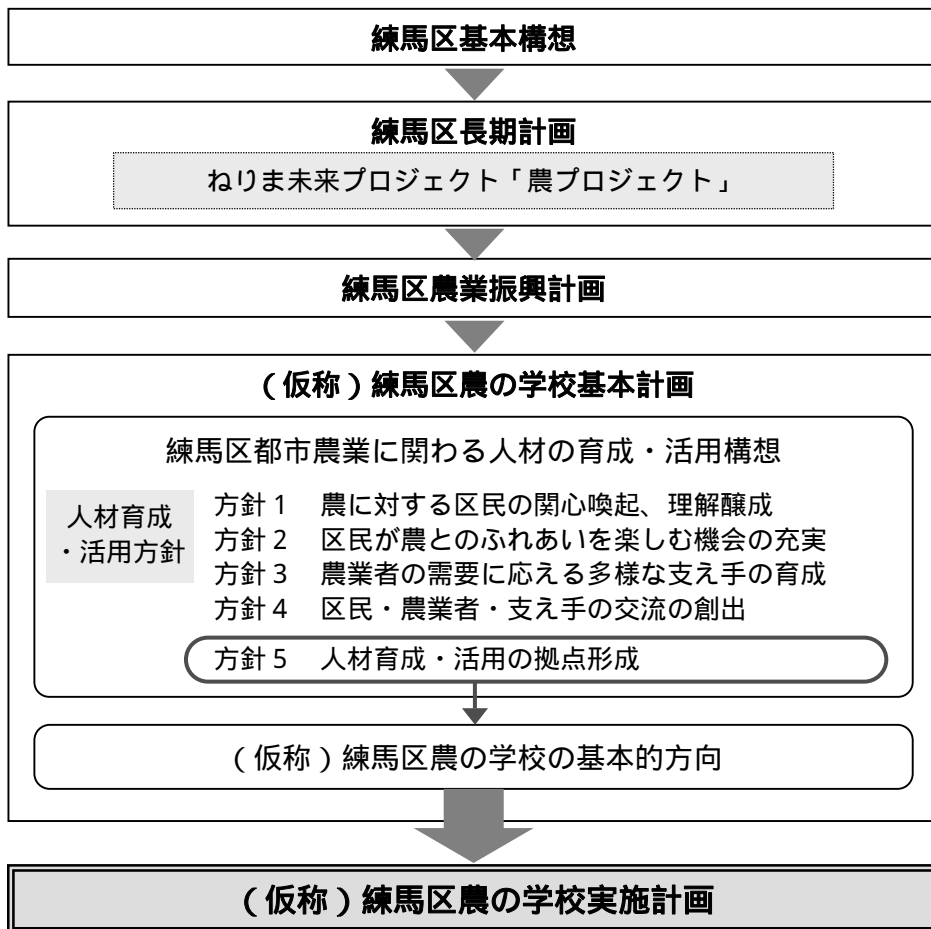 練馬区基本構想
練馬区長期計画
ねりま未来プロジェクト「農プロジェクト」
練馬区農業振興計画
（仮称）練馬区農の学校基本計画
練馬区都市農業に関わる人材の育成・活用構想
人材育成
・活用方針
方針１　農に対する区民の関心喚起、理解醸成
方針２　区民が農とのふれあいを楽しむ機会の充実
方針３　農業者の需要に応える多様な支え手の育成
方針４　区民・農業者・支え手の交流の創出
方針５　人材育成・活用の拠点形成
（仮称）練馬区農の学校の基本的方向
（仮称）練馬区農の学校実施計画